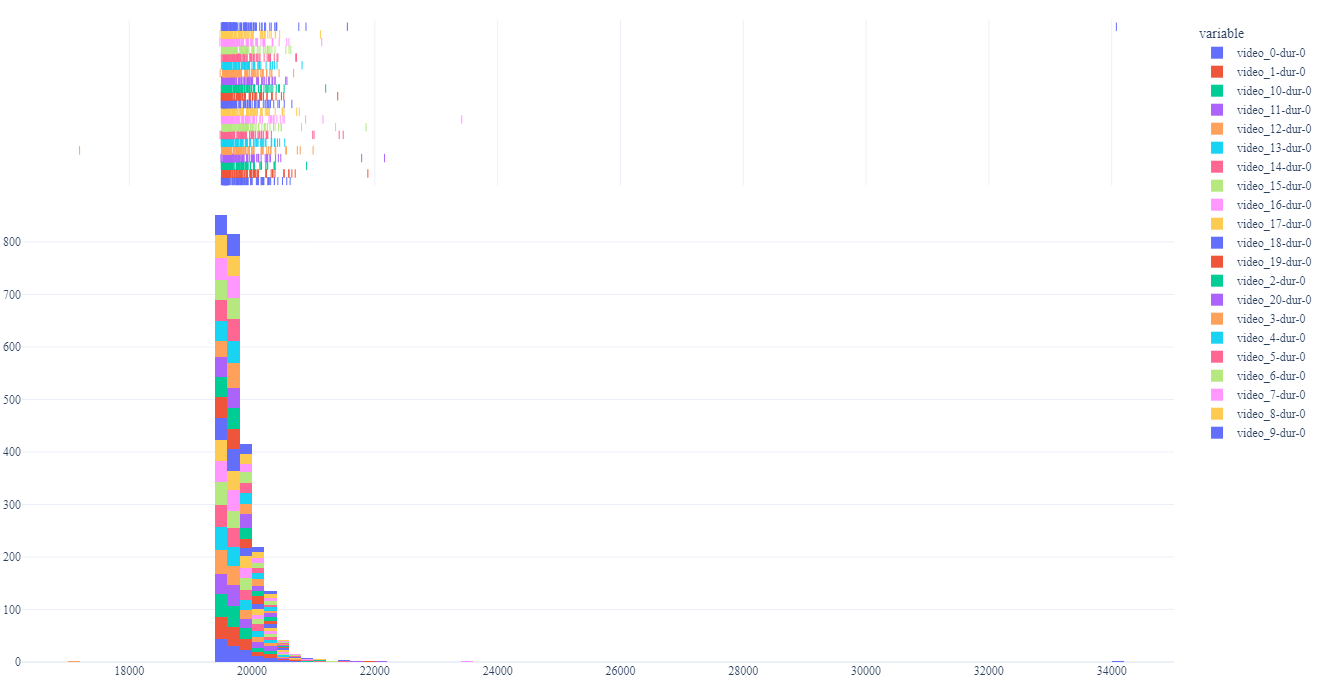 variable
video_0-dur-0
video_1-dur-0
video_10-dur-0
video_11-dur-0
video_12-dur-0
video_13-dur-0
video_14-dur-0
video_15-dur-0
video_16-dur-0
video_17-dur-0
video_18-dur-0
video_19-dur-0
video_2-dur-0
video_20-dur-0
video_3-dur-0
video_4-dur-0
video_5-dur-0
video_6-dur-0
video_7-dur-0
video_8-dur-0
video_9-dur-0
800
700
600
500
400
300
200
100
0
18000 20000 22000 24000 26000 28000 30000 32000 34000